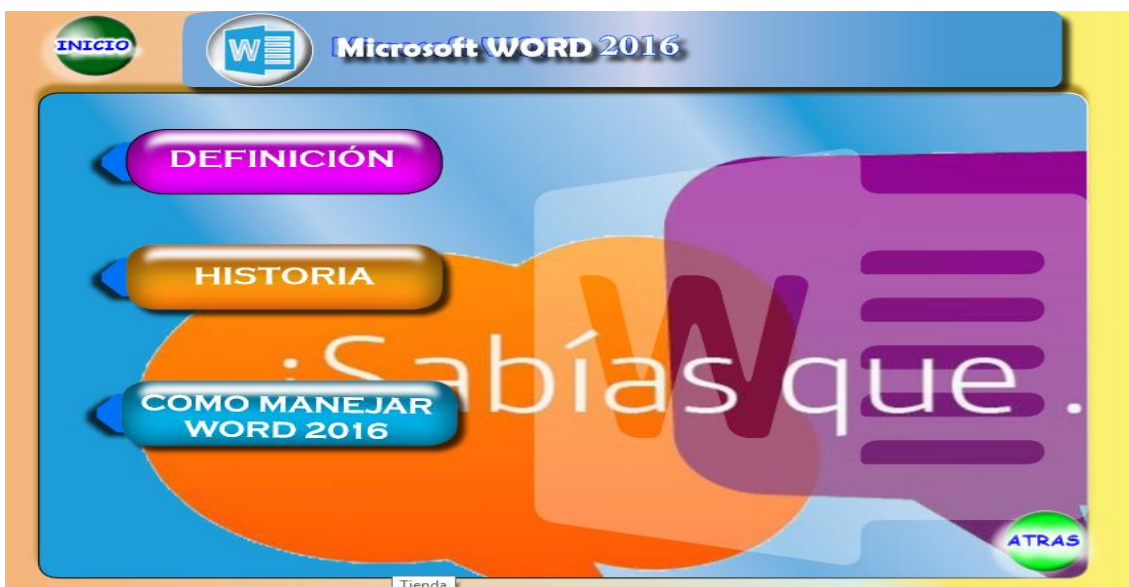 INICIO
W
Microsoft WORD 2016
DEFINICIÓN
HISTORIA
W
¡Sabías que .
COMO MANEJAR
WORD 2016
ATRAS
Tienda